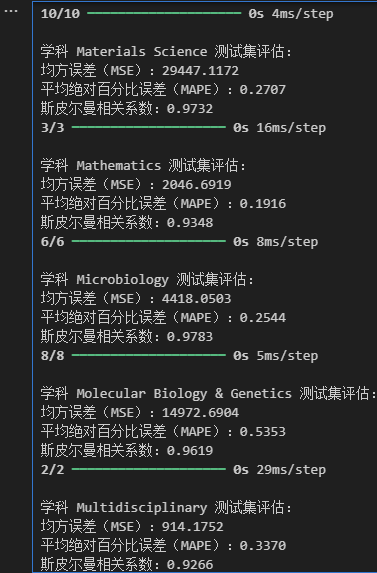 ...
10/10 ━━━━━━━━━━━━━━━━━━━━ 0s 4ms/step
学科 Materials Science 测试集评估:
均方误差（MSE）: 29447.1172
平均绝对百分比误差（MAPE）: 0.2707
斯皮尔曼相关系数: 0.9732
3/3 ━━━━━━━━━━━━━━━━━━━━ 0s 16ms/step
学科 Mathematics 测试集评估:
均方误差（MSE）: 2046.6919
平均绝对百分比误差（MAPE）: 0.1916
斯皮尔曼相关系数: 0.9348
6/6 ━━━━━━━━━━━━━━━━━━━━ 0s 8ms/step
学科 Microbiology 测试集评估:
均方误差（MSE）: 4418.0503
平均绝对百分比误差（MAPE）: 0.2544
斯皮尔曼相关系数: 0.9783
8/8 ━━━━━━━━━━━━━━━━━━━━ 0s 5ms/step
学科 Molecular Biology & Genetics 测试集评估:
均方误差（MSE）: 14972.6904
平均绝对百分比误差（MAPE）: 0.5353
斯皮尔曼相关系数: 0.9619
2/2 ━━━━━━━━━━━━━━━━━━━━ 0s 29ms/step
学科 Multidisciplinary 测试集评估:
均方误差（MSE）: 914.1752
平均绝对百分比误差（MAPE）: 0.3370
斯皮尔曼相关系数: 0.9266